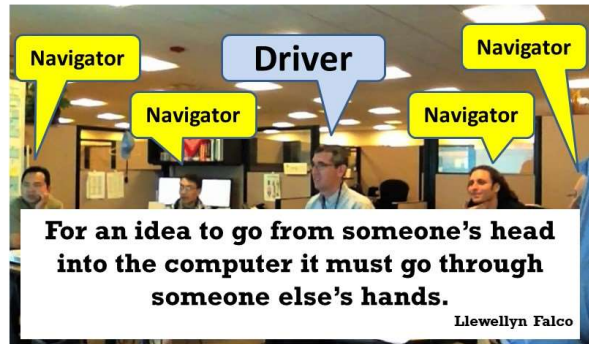 Navigator
Driver
Navigator
Navigator
Navigator
For an idea to go from someone's head
into the computer it must go through
someone else's hands.
Llewellyn Falco